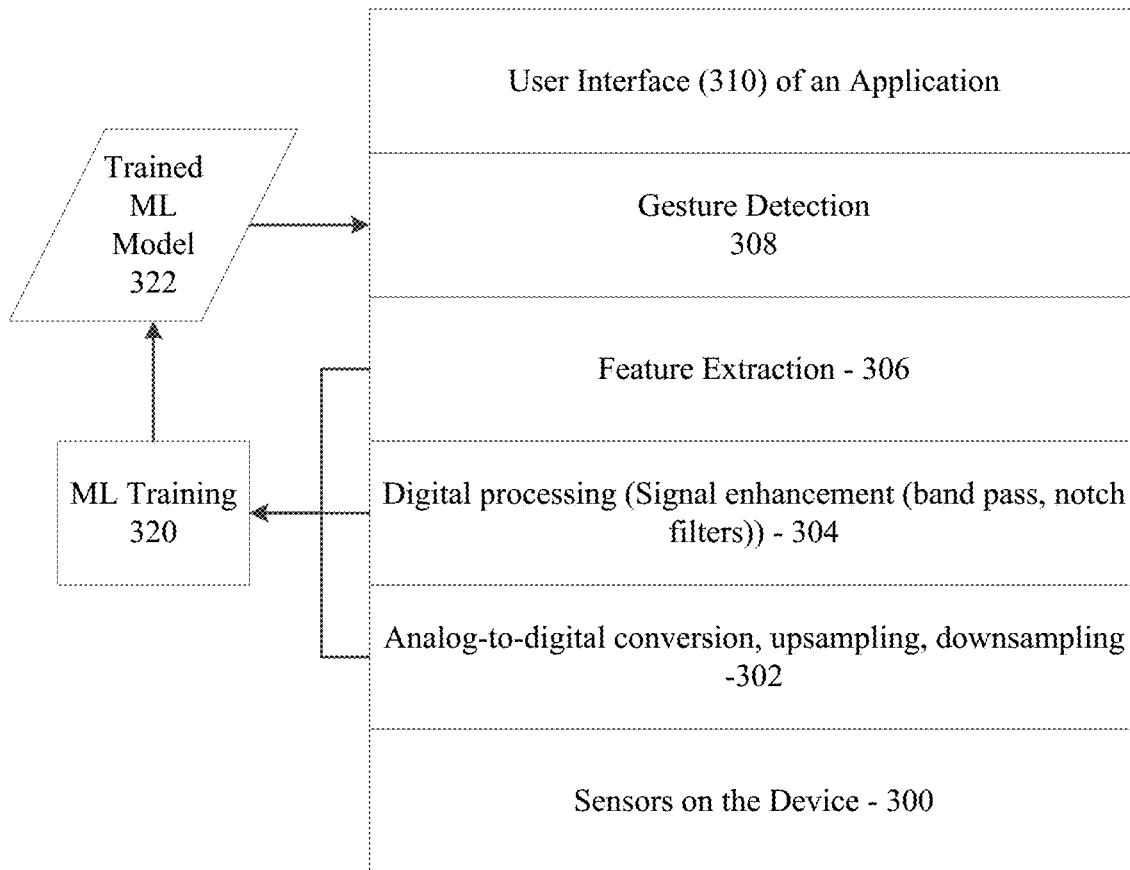 User Interface (310) of an Application
Trained
ML
Model
322
Gesture Detection
308
Feature Extraction - 306
ML Training
320
Digital processing (Signal enhancement (band pass, notch
filters)) - 304
Analog-to-digital conversion, upsampling, downsampling
-302
Sensors on the Device - 300